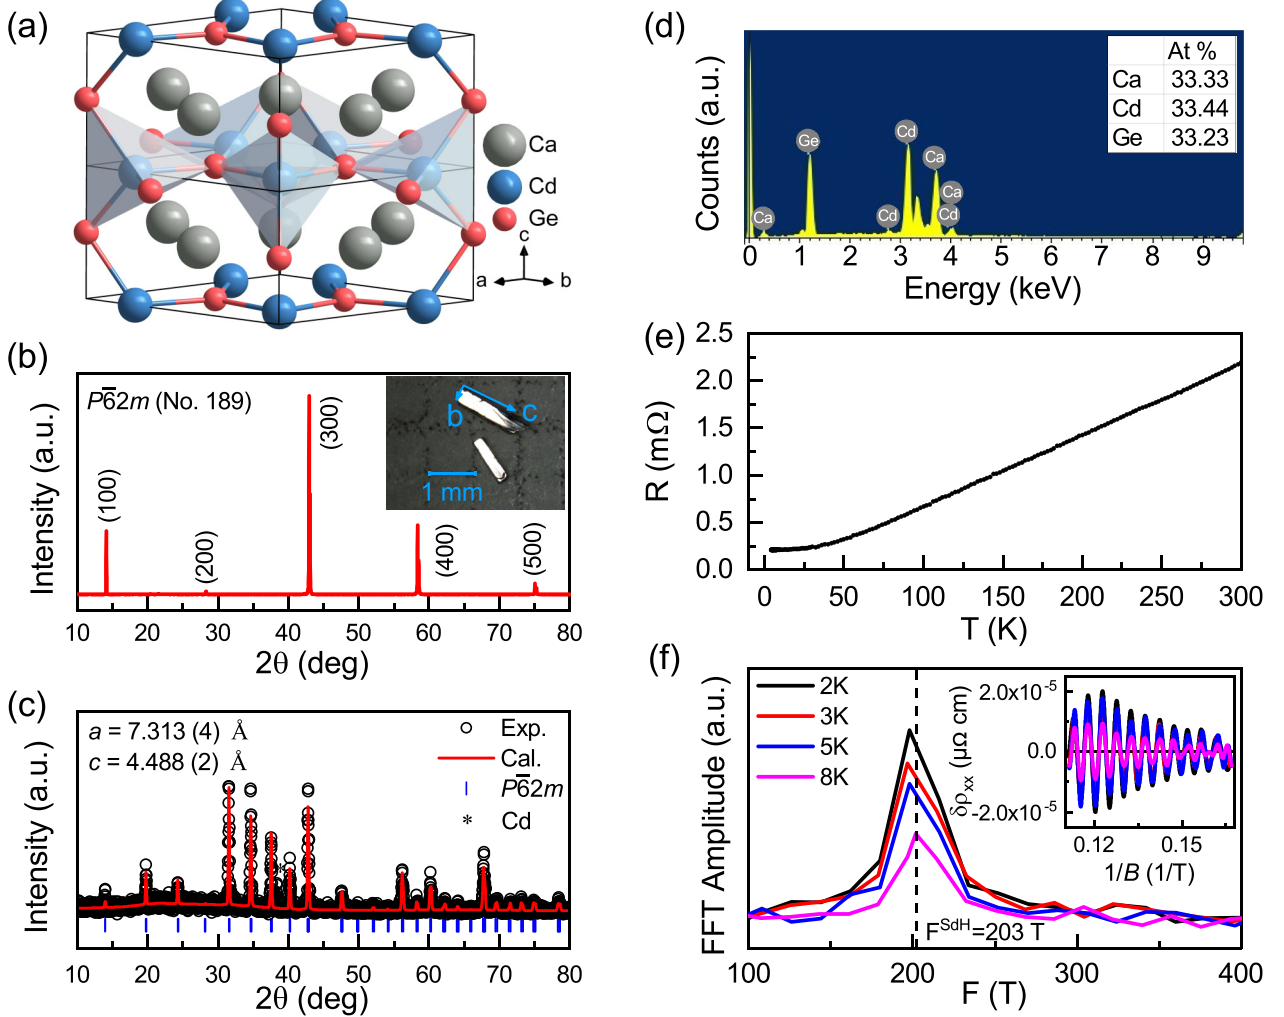 (a)
Ca
Cd
Ge
c
a
b
(b)
P6̅2m (No. 189)
Intensity (a.u.)
(100)
(200)
(300)
(400)
(500)
b
c
1 mm
10 20 30 40 50 60 70 80
2θ (deg)
(c)
a = 7.313 (4) Å
c = 4.488 (2) Å
Exp.
Cal.
P6̅2m
* Cd
*
Intensity (a.u.)
10 20 30 40 50 60 70 80
2θ (deg)
(d)
Counts (a.u.)
At %
Ca 33.33
Cd 33.44
Ge 33.23
Ca
Ge
Cd
Cd
Ca
Ca
Cd
0 1 2 3 4 5 6 7 8 9
Energy (keV)
(e)
R (mΩ)
2.5
2.0
1.5
1.0
0.5
0.0
0 50 100 150 200 250 300
T (K)
(f)
FFT Amplitude (a.u.)
2K
3K
5K
8K
δρxx (μΩ cm)
2.0x10⁻⁵
0.0
-2.0x10⁻⁵
0.12 0.15
1/B (1/T)
F^SdH=203 T
100 200 300 400
F (T)